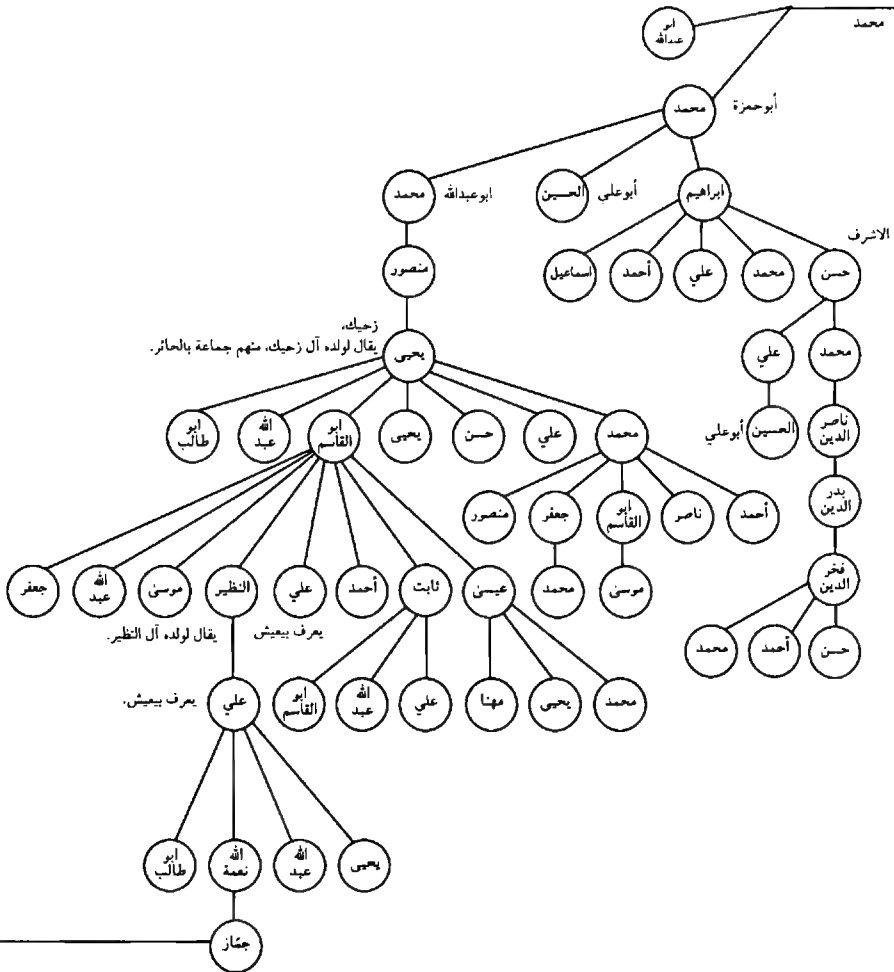 محمد
ابو
عبدالله
أبوحمزة
محمد
ابراهيم
أبوعلي
الحسين
ابوعبدالله
محمد
الاشرف
حسن
محمد
علي
أحمد
اسماعيل
منصور
محمد
علي
زحيك،
يقال لولده آل زحيك، منهم جماعة بالحائر.
يحيى
ناصر
الدين
الحسين
أبوعلي
محمد
علي
حسن
يحيى
ابو
القاسم
الله
عبد
ابو
طالب
بدر
الدين
أحمد
ناصر
ابو
القاسم
جعفر
منصور
فخر
الدين
موسىٰ
محمد
عيسىٰ
ثابت
أحمد
علي
النظير
موسىٰ
الله
عبد
جعفر
يعرف بيعيش
يقال لولده آل النظير.
حسن
أحمد
محمد
محمد
يحيى
مهنا
علي
الله
عبد
ابو
القاسم
علي
يعرف بيعيش.
يحيى
الله
عبد
الله
نعمة
ابو
طالب
جمّاز